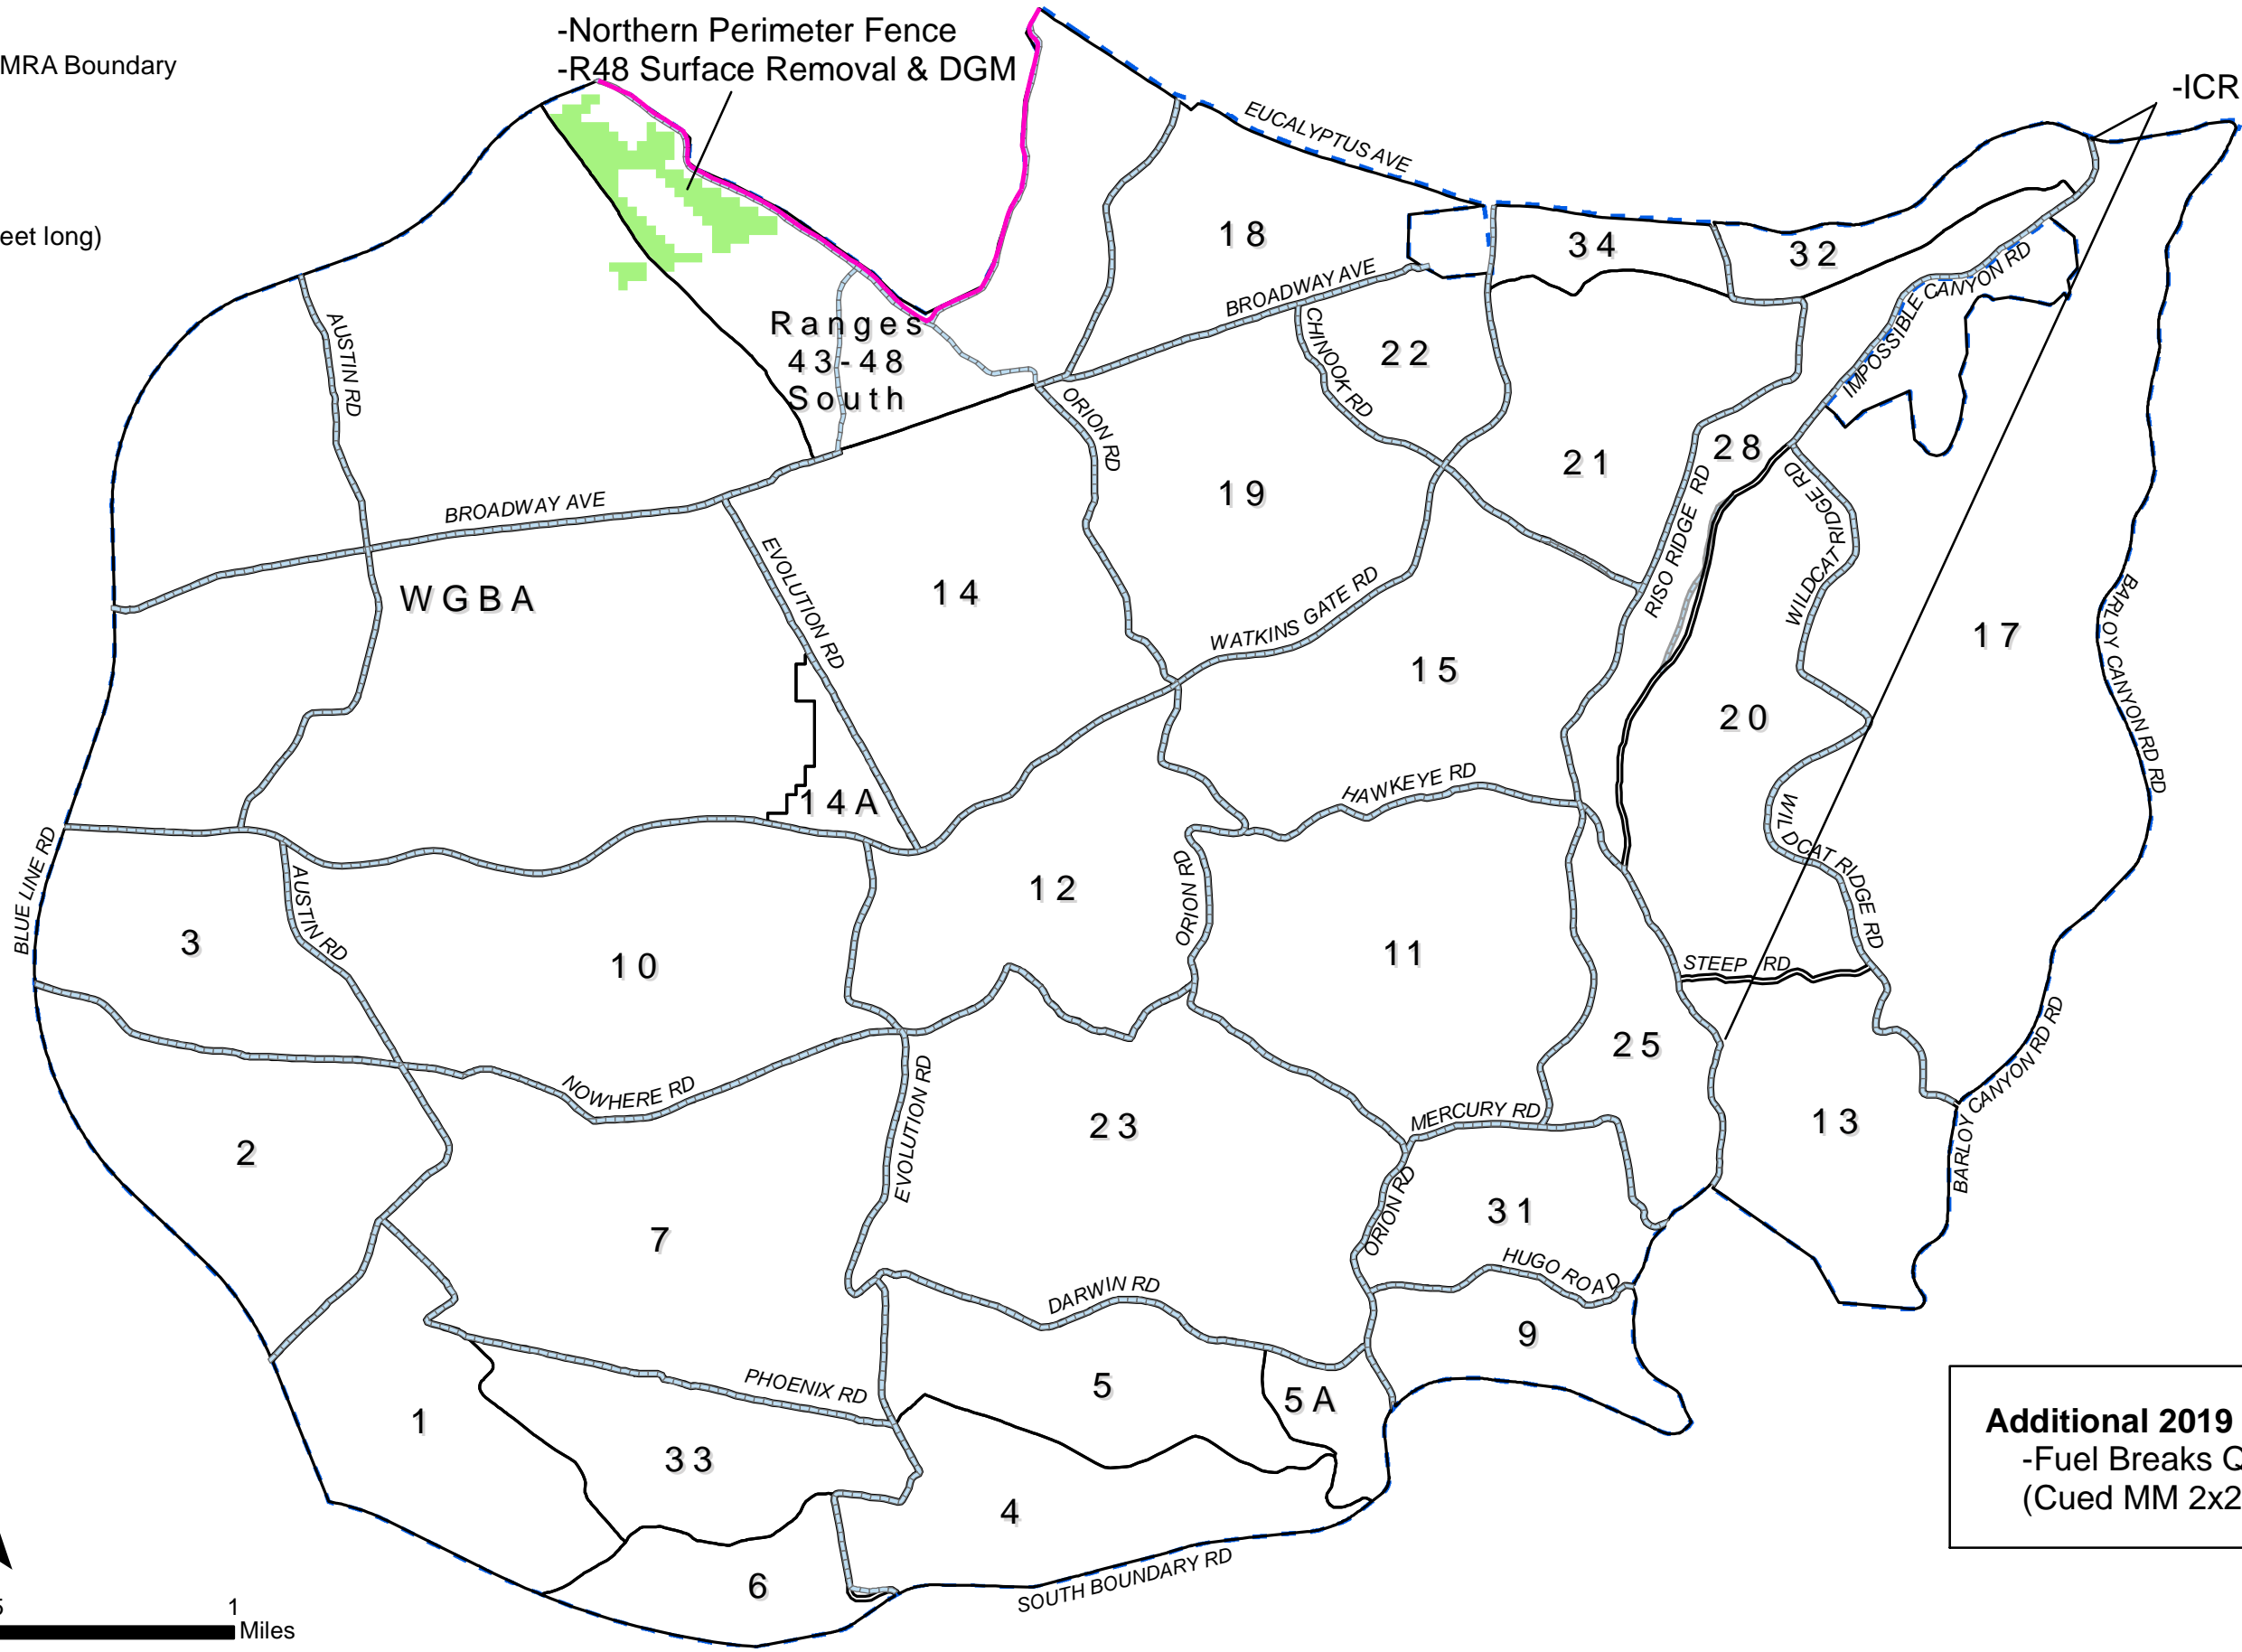 -Northern Perimeter Fence
MRA Boundary
-R48 Surface Removal & DGM
-ICR
EUCALYPTUS AVE
eet long)
18
34
32
BROADWAY AVE
IMPOSSIBLE CANYON RD
AUSTIN RD
Ranges
43-48
South
CHINOOK RD
22
ORION RD
21
28
19
BROADWAY AVE
RISO RIDGE RD
WILDCAT RIDGE RD
EVOLUTION RD
WGBA
14
WATKINS GATE RD
BARLOY CANYON RD RD
17
15
20
HAWKEYE RD
14A
WILDCAT RIDGE RD
BLUE LINE RD
AUSTIN RD
12
ORION RD
3
10
11
STEEP RD
25
NOWHERE RD
EVOLUTION RD
MERCURY RD
BARLOY CANYON RD RD
23
13
2
7
ORION RD
31
HUGO ROAD
DARWIN RD
9
PHOENIX RD
5
5A
1
33
4
6
SOUTH BOUNDARY RD
Additional 2019
-Fuel Breaks Q
(Cued MM 2x2
5 1
Miles